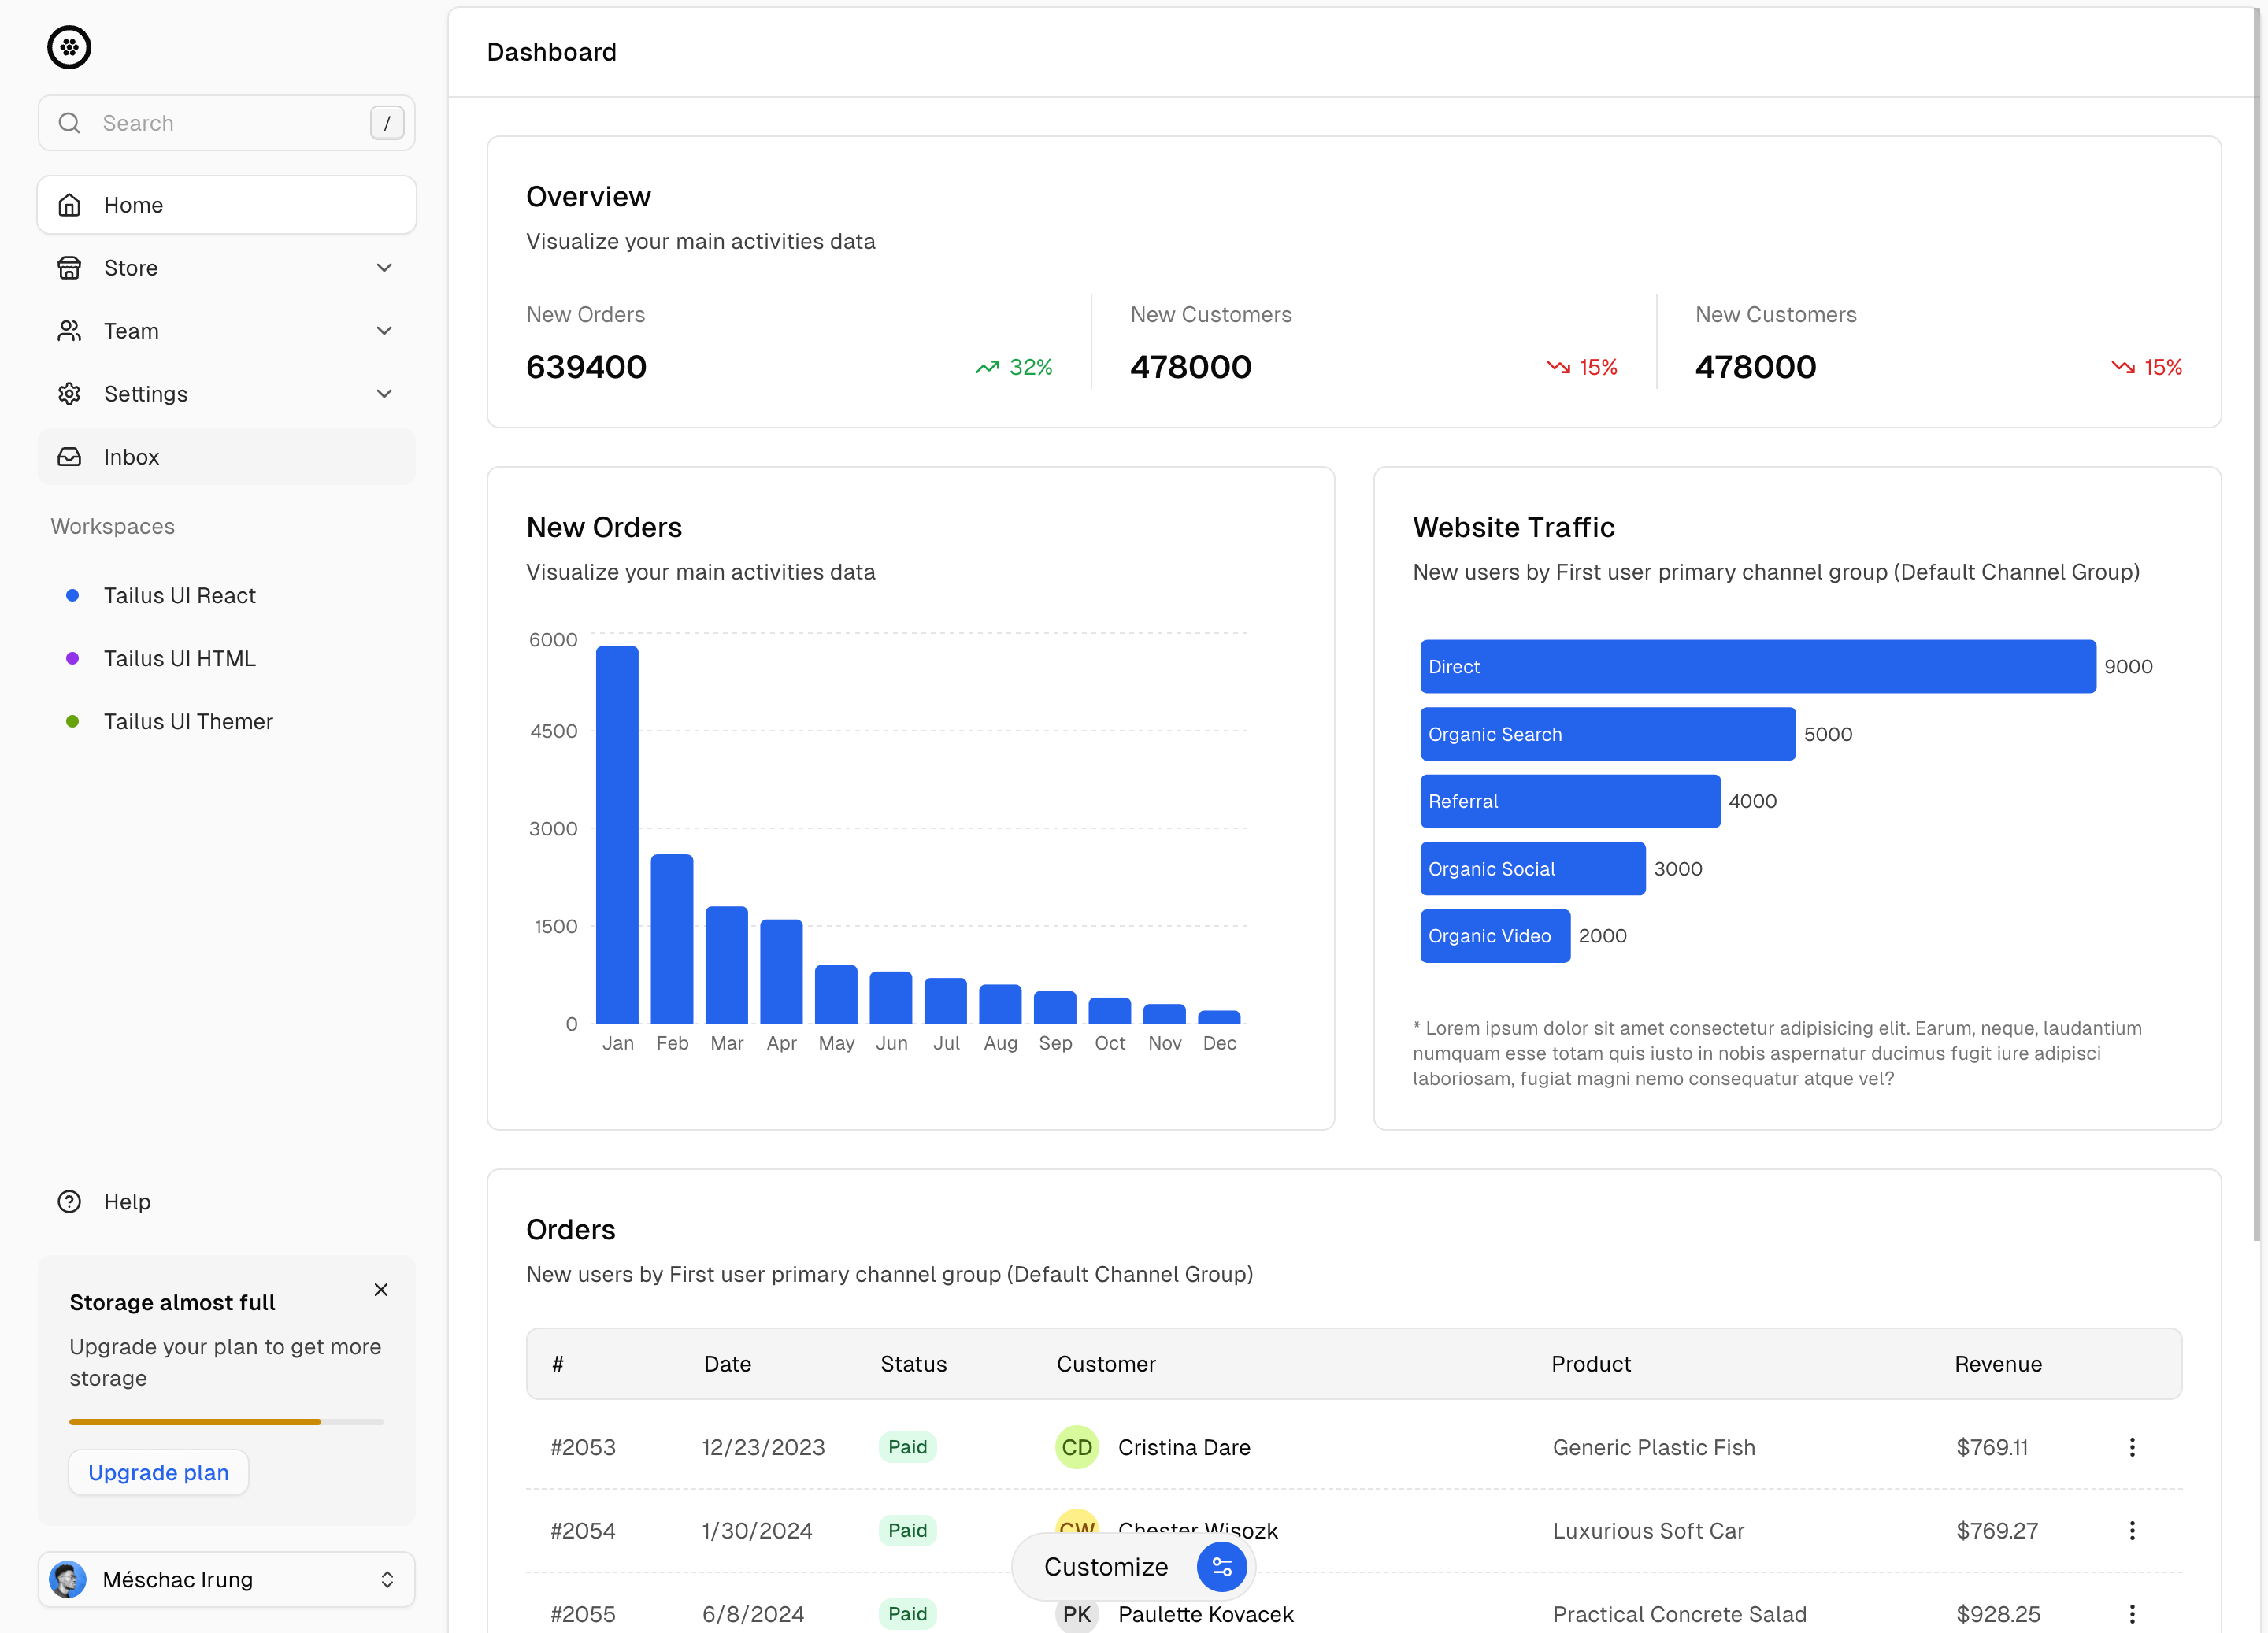 Search /
Home
Store
Team
Settings
Inbox
Workspaces
Tailus UI React
Tailus UI HTML
Tailus UI Themer
Help
Storage almost full
Upgrade your plan to get more
storage
Upgrade plan
Méschac Irung
Dashboard
Overview
Visualize your main activities data
New Orders
639400 32%
New Customers
478000 15%
New Customers
478000 15%
New Orders
Visualize your main activities data
6000
4500
3000
1500
0
Jan Feb Mar Apr May Jun Jul Aug Sep Oct Nov Dec
Website Traffic
New users by First user primary channel group (Default Channel Group)
Direct 9000
Organic Search 5000
Referral 4000
Organic Social 3000
Organic Video 2000
* Lorem ipsum dolor sit amet consectetur adipisicing elit. Earum, neque, laudantium
numquam esse totam quis iusto in nobis aspernatur ducimus fugit iure adipisci
laboriosam, fugiat magni nemo consequatur atque vel?
Orders
New users by First user primary channel group (Default Channel Group)
# Date Status Customer Product Revenue
#2053 12/23/2023 Paid CD Cristina Dare Generic Plastic Fish $769.11
#2054 1/30/2024 Paid CW Chester Wisozk Luxurious Soft Car $769.27
Customize
#2055 6/8/2024 Paid PK Paulette Kovacek Practical Concrete Salad $928.25